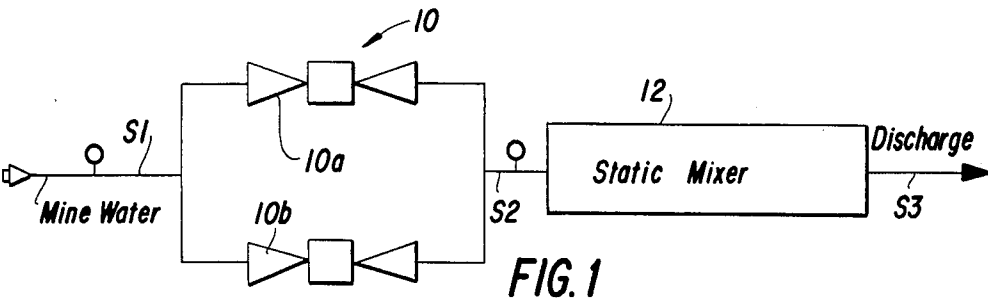 10
12
S1
10a
Discharge
Static Mixer
Mine Water
10b
S2
S3
FIG. 1